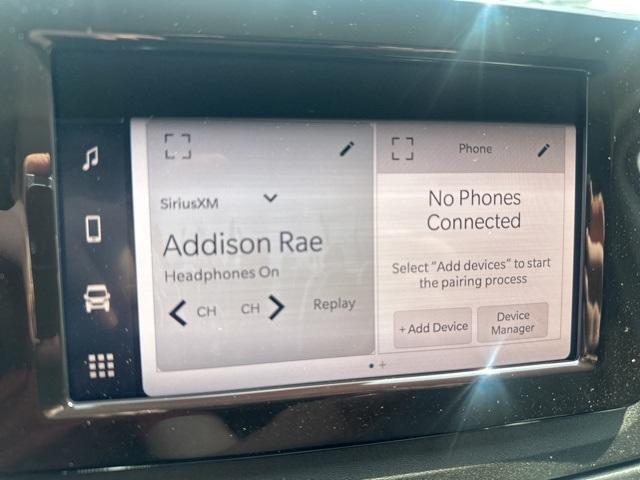 SiriusXM
Addison Rae
Headphones On
CH CH Replay
Phone
No Phones
Connected
Select "Add devices" to start
the pairing process
+ Add Device
Device
Manager